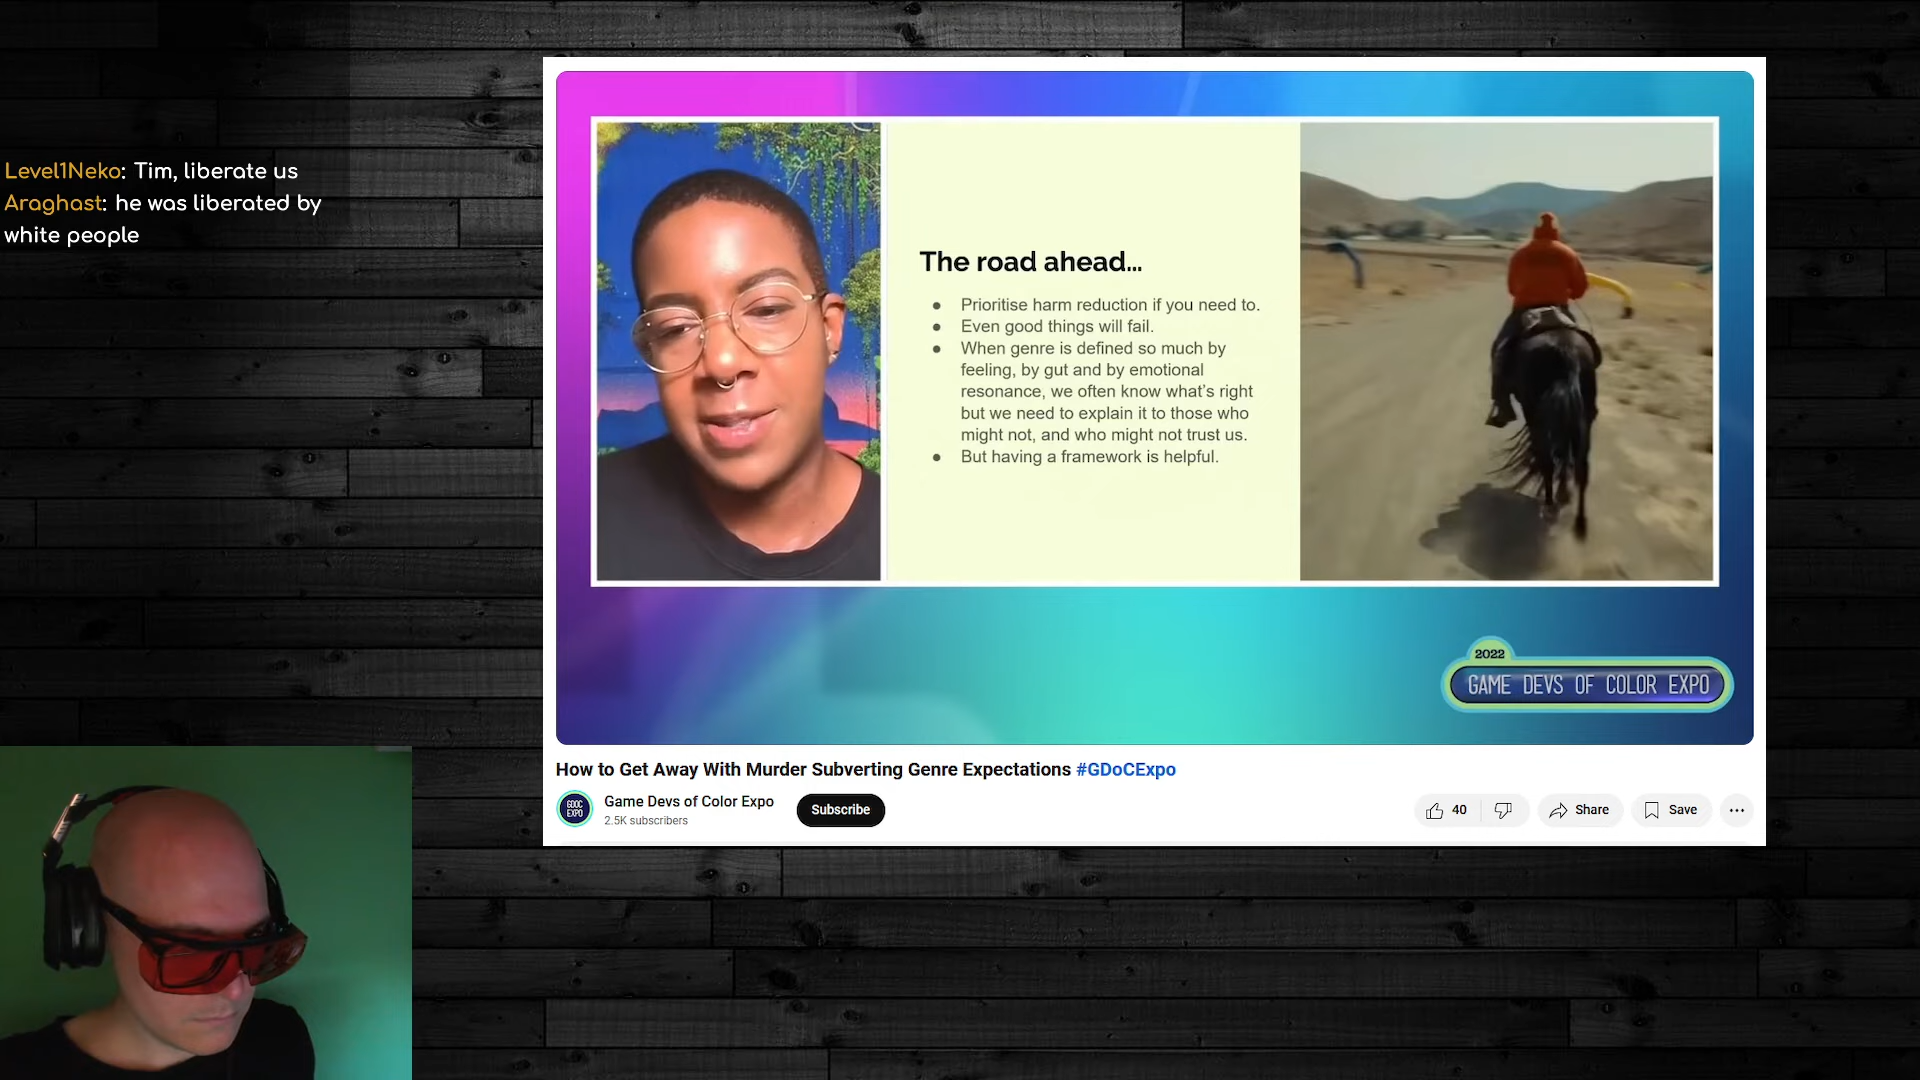 Level1Neko: Tim, liberate us
Araghast: he was liberated by
white people
The road ahead...
● Prioritise harm reduction if you need to.
● Even good things will fail.
● When genre is defined so much by
feeling, by gut and by emotional
resonance, we often know what's right
but we need to explain it to those who
might not, and who might not trust us.
● But having a framework is helpful.
2022
GAME DEVS OF COLOR EXPO
How to Get Away With Murder Subverting Genre Expectations #GDoCExpo
GDOC
EXPO
Game Devs of Color Expo
2.5K subscribers
Subscribe
40
Share
Save